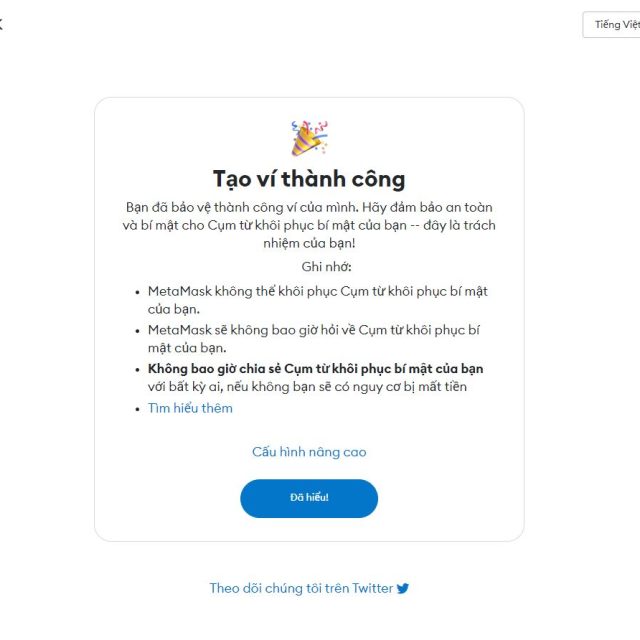 Tiếng Việt
Tạo ví thành công
Bạn đã bảo vệ thành công ví của mình. Hãy đảm bảo an toàn
và bí mật cho Cụm từ khôi phục bí mật của bạn -- đây là trách
nhiệm của bạn!
Ghi nhớ:
• MetaMask không thể khôi phục Cụm từ khôi phục bí mật
của bạn.
• MetaMask sẽ không bao giờ hỏi về Cụm từ khôi phục bí
mật của bạn.
• Không bao giờ chia sẻ Cụm từ khôi phục bí mật của bạn
với bất kỳ ai, nếu không bạn sẽ có nguy cơ bị mất tiền
• Tìm hiểu thêm
Cấu hình nâng cao
Đã hiểu!
Theo dõi chúng tôi trên Twitter